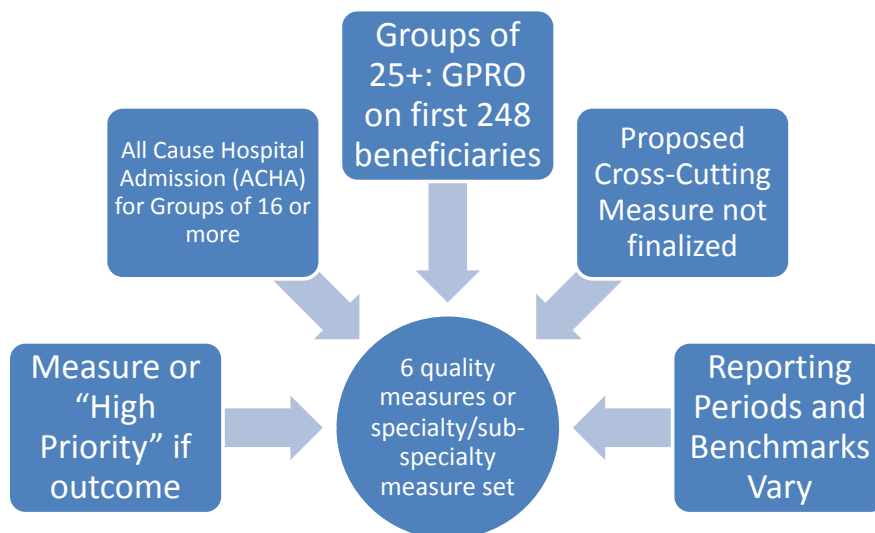 Groups of
25+: GPRO
on first 248
beneficiaries
All Cause Hospital
Admission (ACHA)
for Groups of 16 or
more
Proposed
Cross-Cutting
Measure not
finalized
Measure or
“High
Priority” if
outcome
6 quality
measures or
specialty/sub-
specialty
measure set
Reporting
Periods and
Benchmarks
Vary